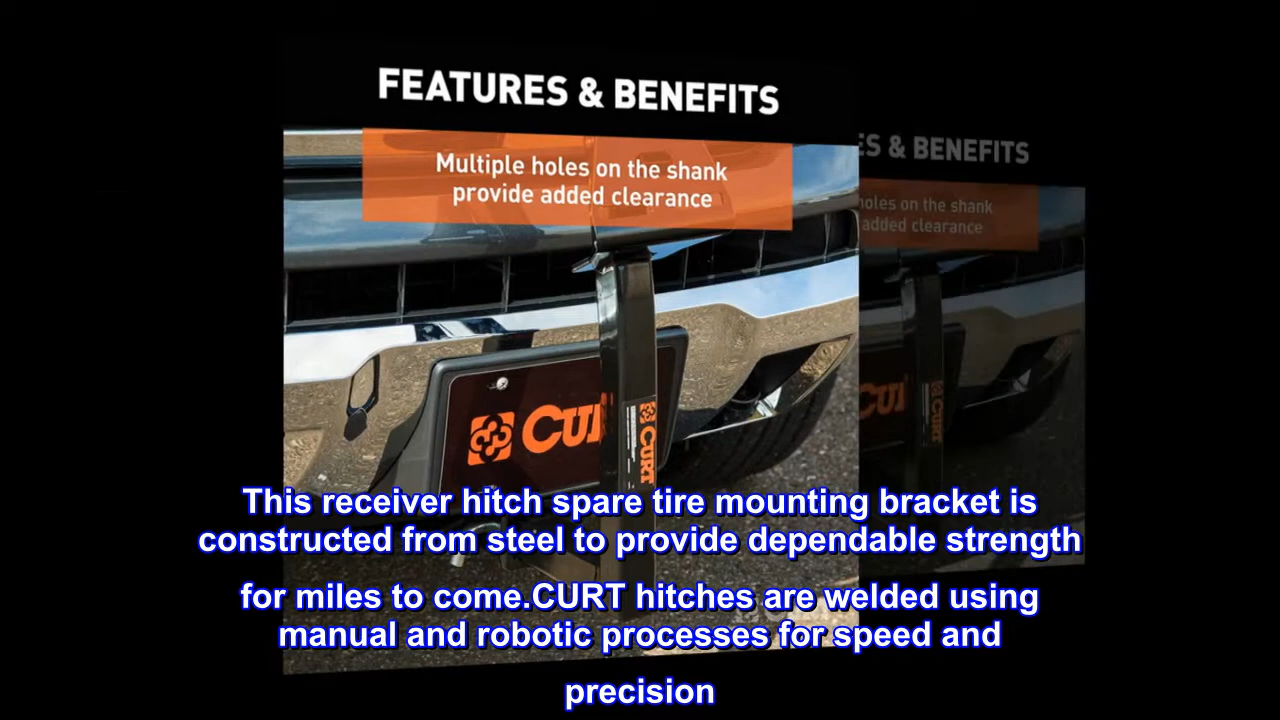 FEATURES & BENEFITS
Multiple holes on the shank
provide added clearance
ES & BENEFITS
holes on the shank
added clearance
CURT
CUI
CURT
This receiver hitch spare tire mounting bracket is
constructed from steel to provide dependable strength
for miles to come.CURT hitches are welded using
manual and robotic processes for speed and
precision